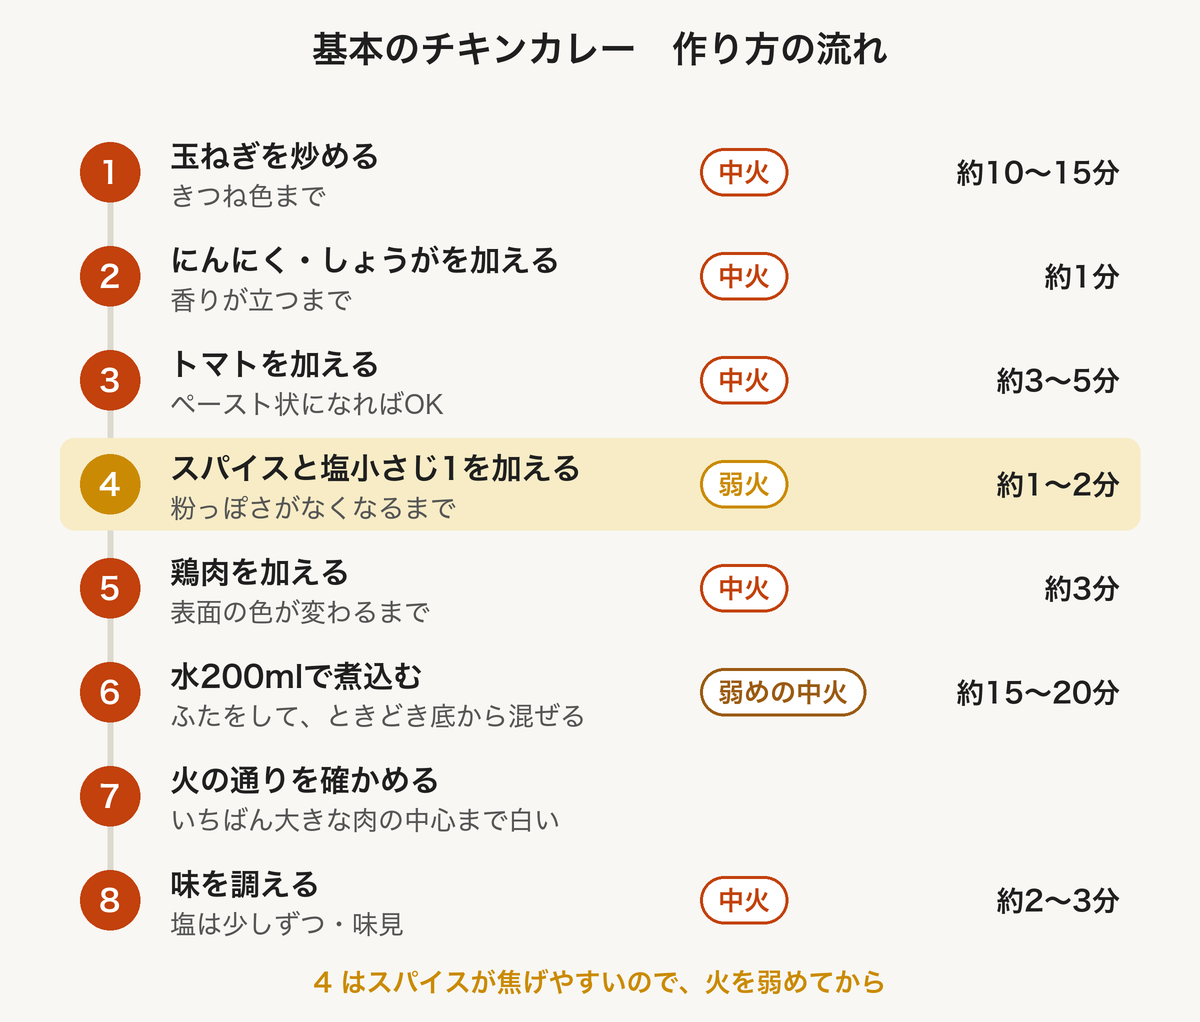 基本のチキンカレー　作り方の流れ
1
玉ねぎを炒める
きつね色まで
中火
約10〜15分
2
にんにく・しょうがを加える
香りが立つまで
中火
約1分
3
トマトを加える
ペースト状になればOK
中火
約3〜5分
4
スパイスと塩小さじ1を加える
粉っぽさがなくなるまで
弱火
約1〜2分
5
鶏肉を加える
表面の色が変わるまで
中火
約3分
6
水200mlで煮込む
ふたをして、ときどき底から混ぜる
弱めの中火
約15〜20分
7
火の通りを確かめる
いちばん大きな肉の中心まで白い
8
味を調える
塩は少しずつ・味見
中火
約2〜3分
4 はスパイスが焦げやすいので、火を弱めてから